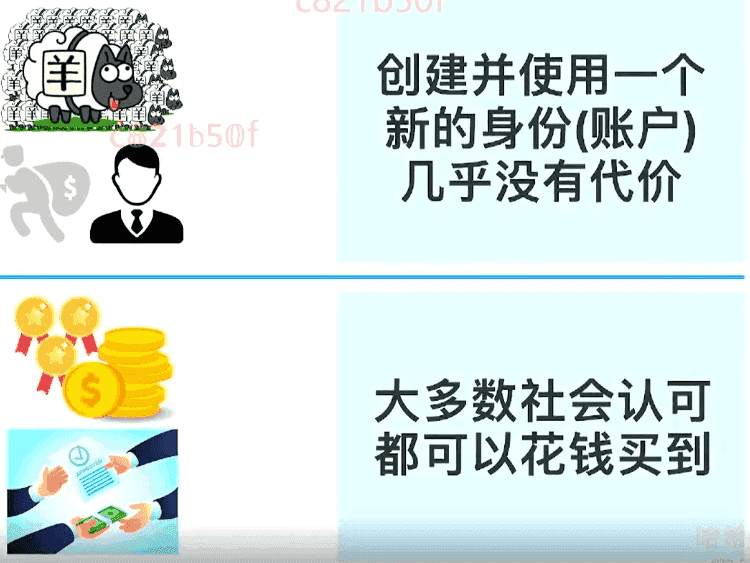 c821b50f
羊
c821b50f
创建并使用一个
新的身份(账户)
几乎没有代价
$
大多数社会认可
都可以花钱买到
$
APPROVED